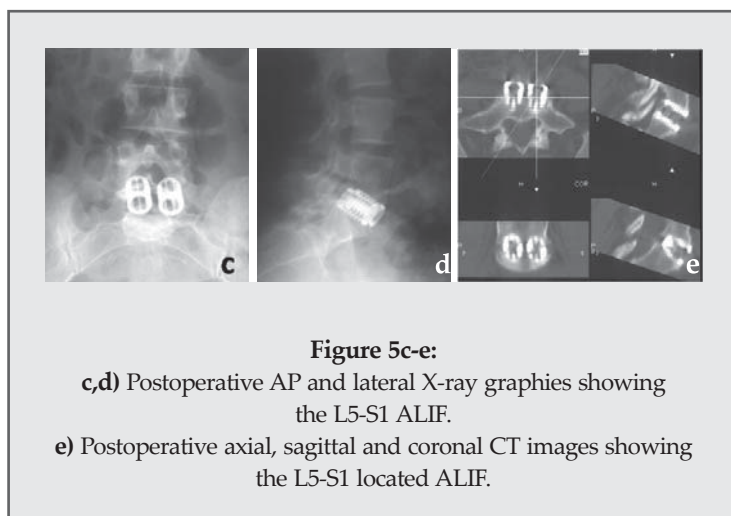 c
d
e
COR
Figure 5c-e:
c,d) Postoperative AP and lateral X-ray graphies showing
the L5-S1 ALIF.
e) Postoperative axial, sagittal and coronal CT images showing
the L5-S1 located ALIF.